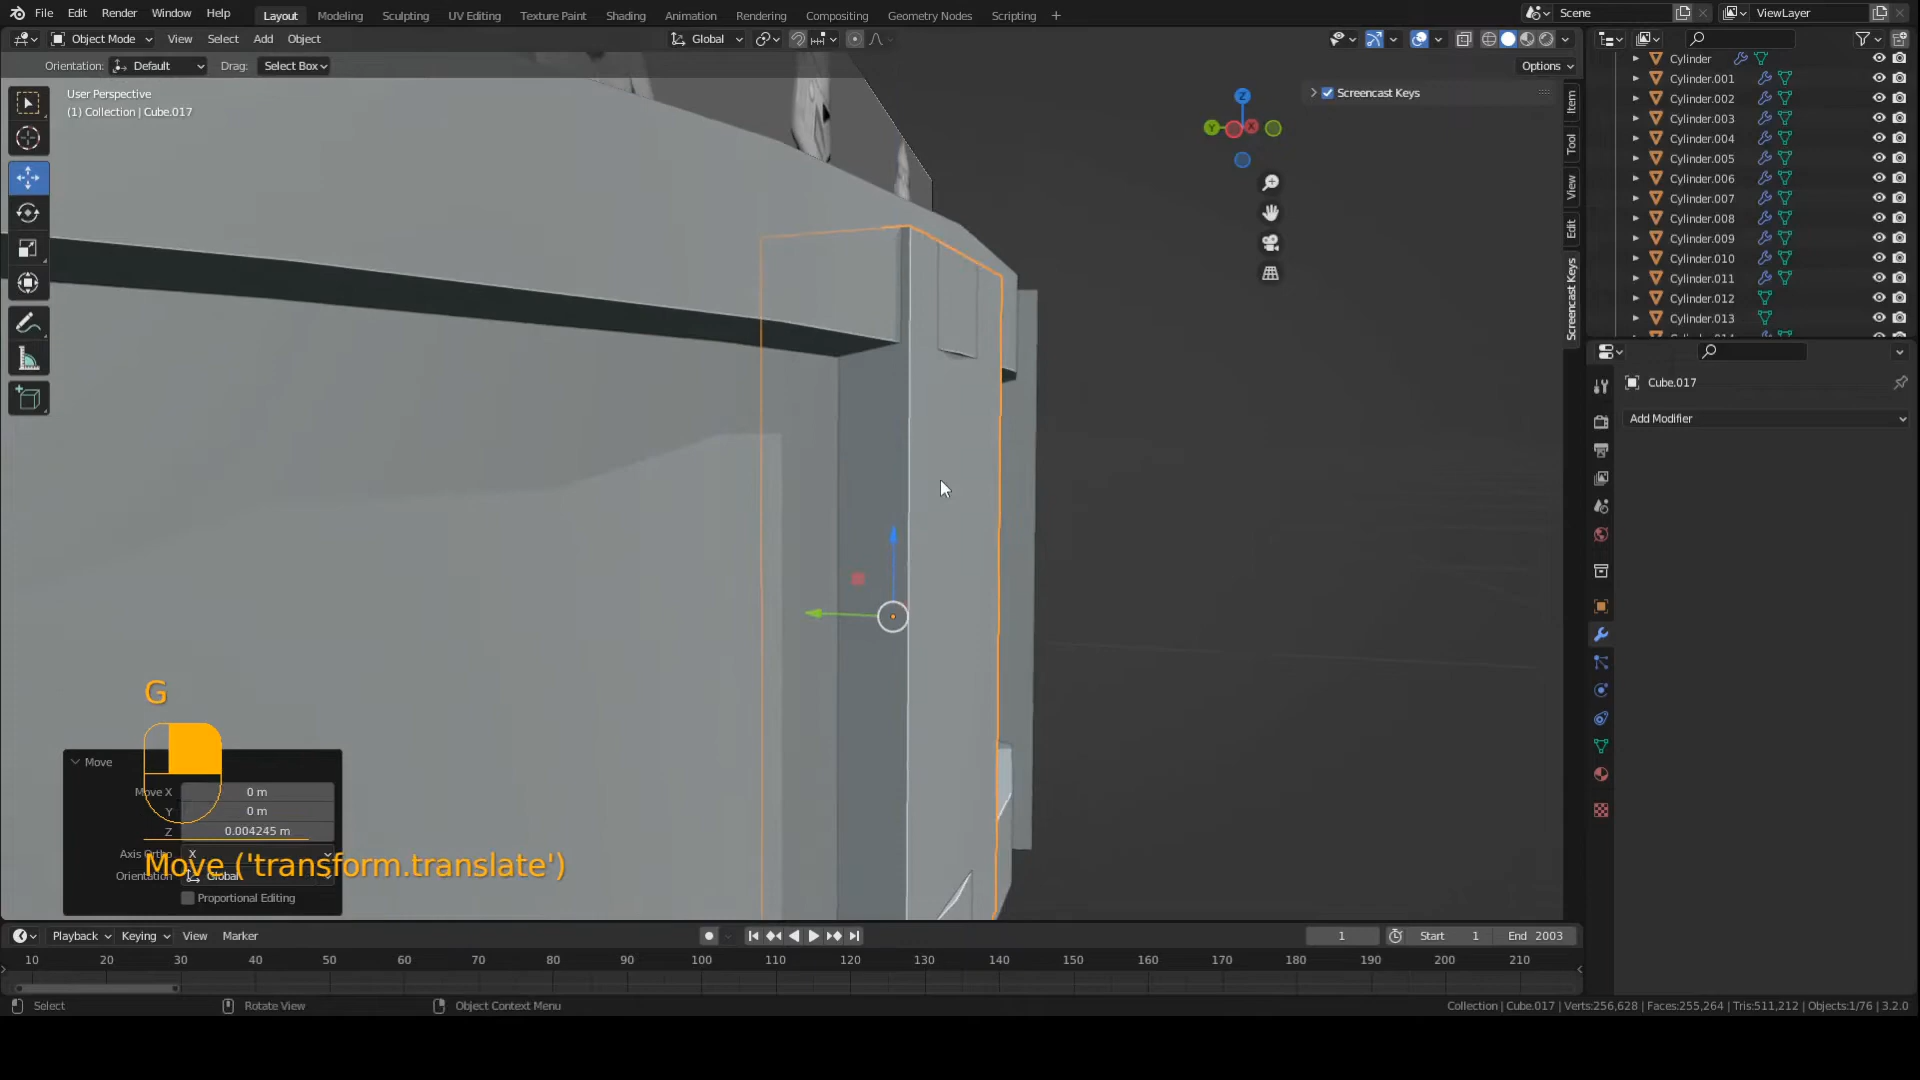 File Edit Render Window Help Layout Modeling Sculpting UV Editing Texture Paint Shading Animation Rendering Compositing Geometry Nodes Scripting + Scene ViewLayer
Object Mode View Select Add Object Global
Orientation: Default Drag: Select Box Options
User Perspective
(1) Collection | Cube.017
Screencast Keys
Z
Y
X
Item
Tool
View
Edit
Screencast Keys
Cylinder
Cylinder.001
Cylinder.002
Cylinder.003
Cylinder.004
Cylinder.005
Cylinder.006
Cylinder.007
Cylinder.008
Cylinder.009
Cylinder.010
Cylinder.011
Cylinder.012
Cylinder.013
Cube.017
Add Modifier
G
Move
Move X 0 m
Y 0 m
Z 0.004245 m
Axis Ortho X
Orientation Global
Move ('transform.translate')
Proportional Editing
Playback Keying View Marker 1 Start 1 End 2003
10 20 30 40 50 60 70 80 90 100 110 120 130 140 150 160 170 180 190 200 210
Select Rotate View Object Context Menu Collection | Cube.017 | Verts:256,628 | Faces:255,264 | Tris:511,212 | Objects:1/76 | 3.2.0